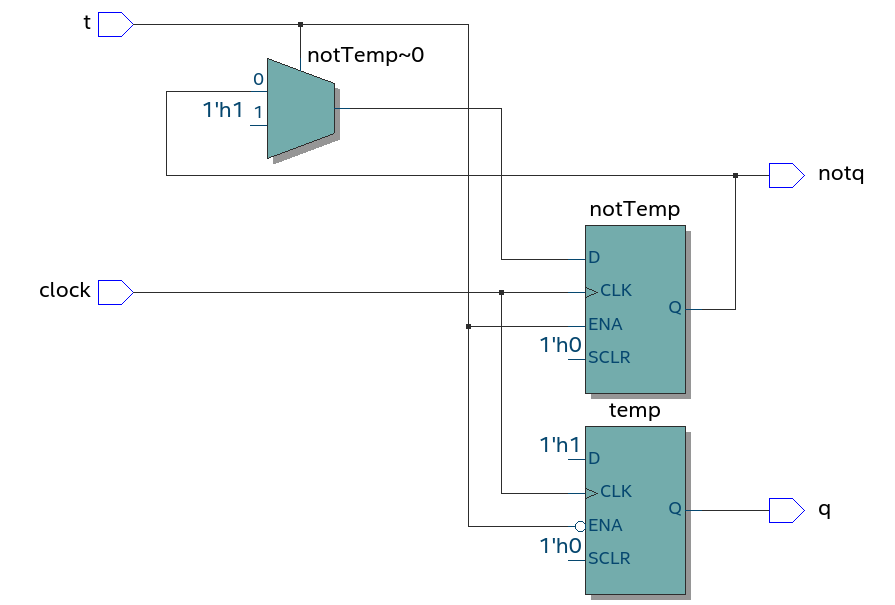 t
notTemp~0
0
1'h1 1
notq
notTemp
D
clock
CLK
Q
ENA
1'h0
SCLR
temp
1'h1
D
CLK
Q
q
ENA
1'h0
SCLR